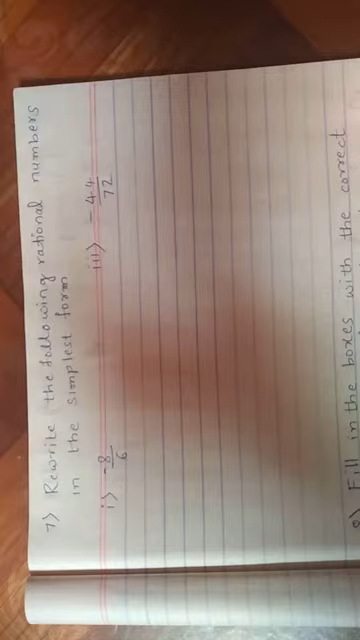 7) Rewrite the following rational numbers
in the simplest form
i) -8/6 iii) -44/72
8) Fill in the boxes with the correct